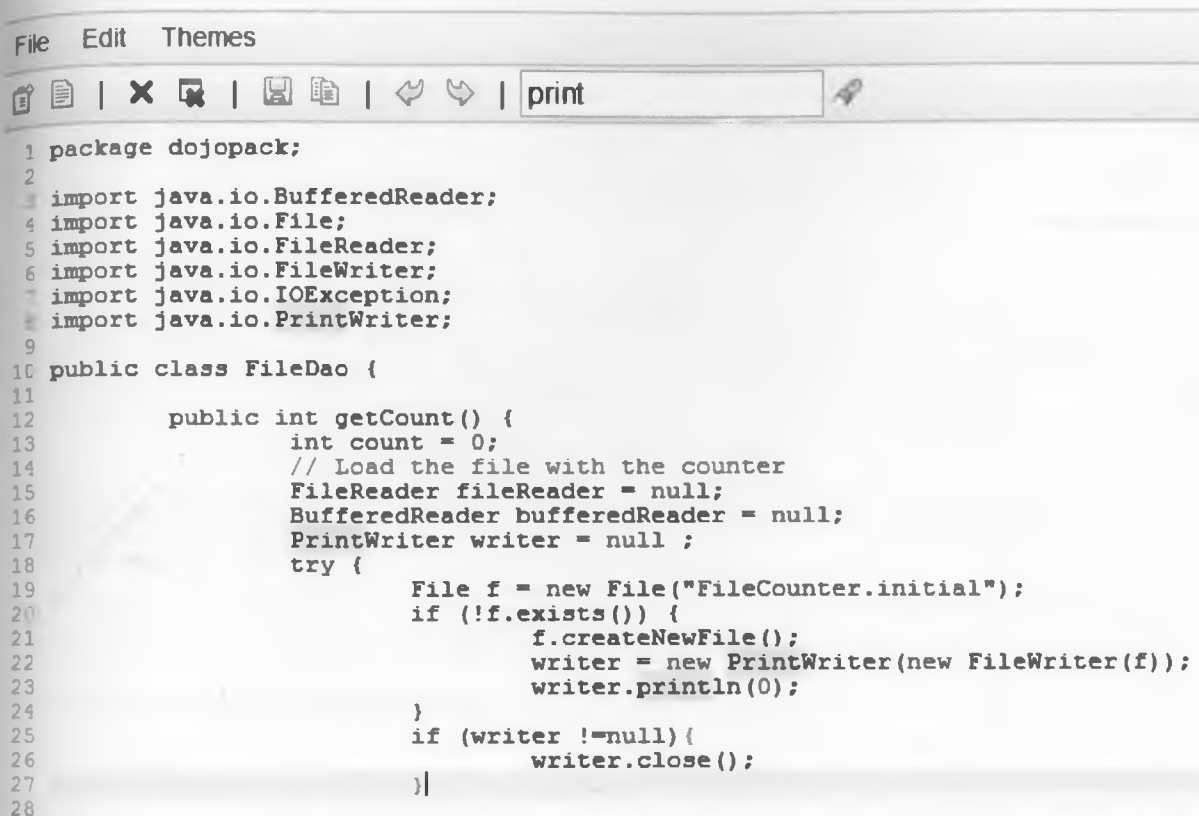 File Edit Themes
print
1 package dojopack;
2
3 import java.io.BufferedReader;
4 import java.io.File;
5 import java.io.FileReader;
6 import java.io.FileWriter;
7 import java.io.IOException;
8 import java.io.PrintWriter;
9
10 public class FileDao {
11
12 public int getCount() {
13 int count = 0;
14 // Load the file with the counter
15 FileReader fileReader = null;
16 BufferedReader bufferedReader = null;
17 PrintWriter writer = null ;
18 try {
19 File f = new File("FileCounter.initial");
20 if (!f.exists()) {
21 f.createNewFile();
22 writer = new PrintWriter(new FileWriter(f));
23 writer.println(0);
24 }
25 if (writer !=null){
26 writer.close();
27 }
28